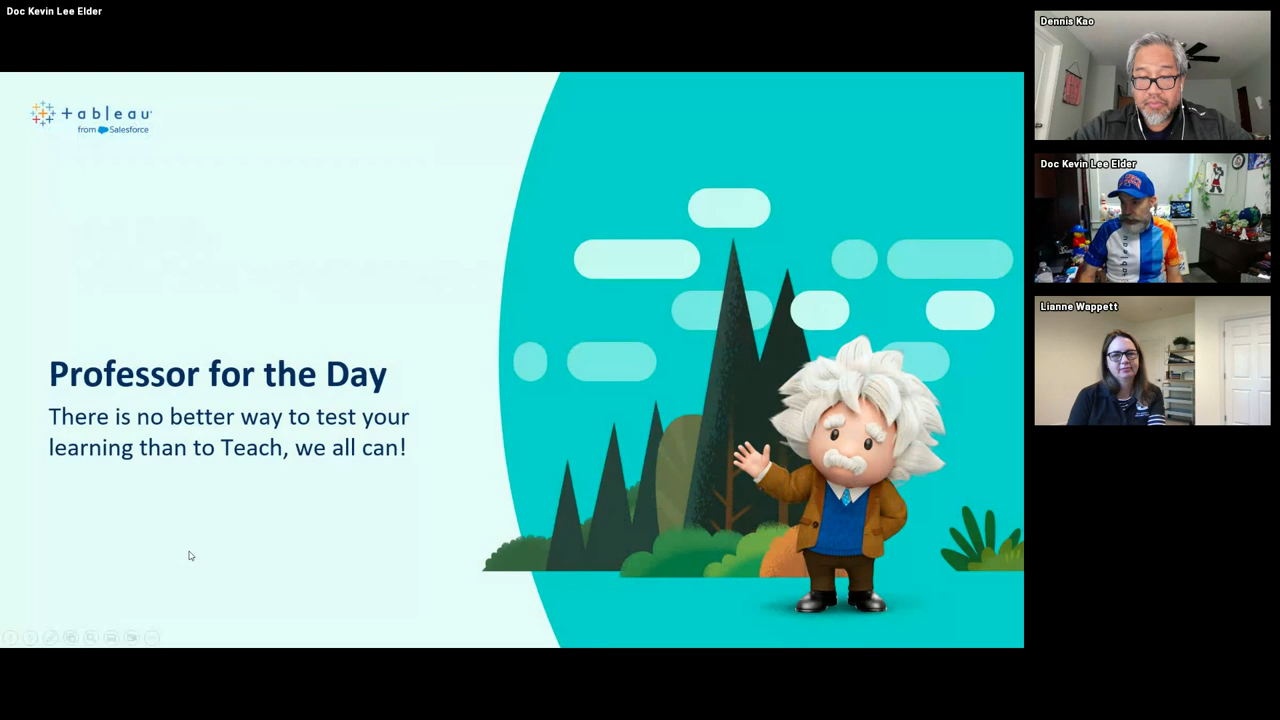 Doc Kevin Lee Elder
tableau
from Salesforce
Professor for the Day
There is no better way to test your
learning than to Teach, we all can!
Dennis Kao
Doc Kevin Lee Elder
tableau
Lianne Wappett